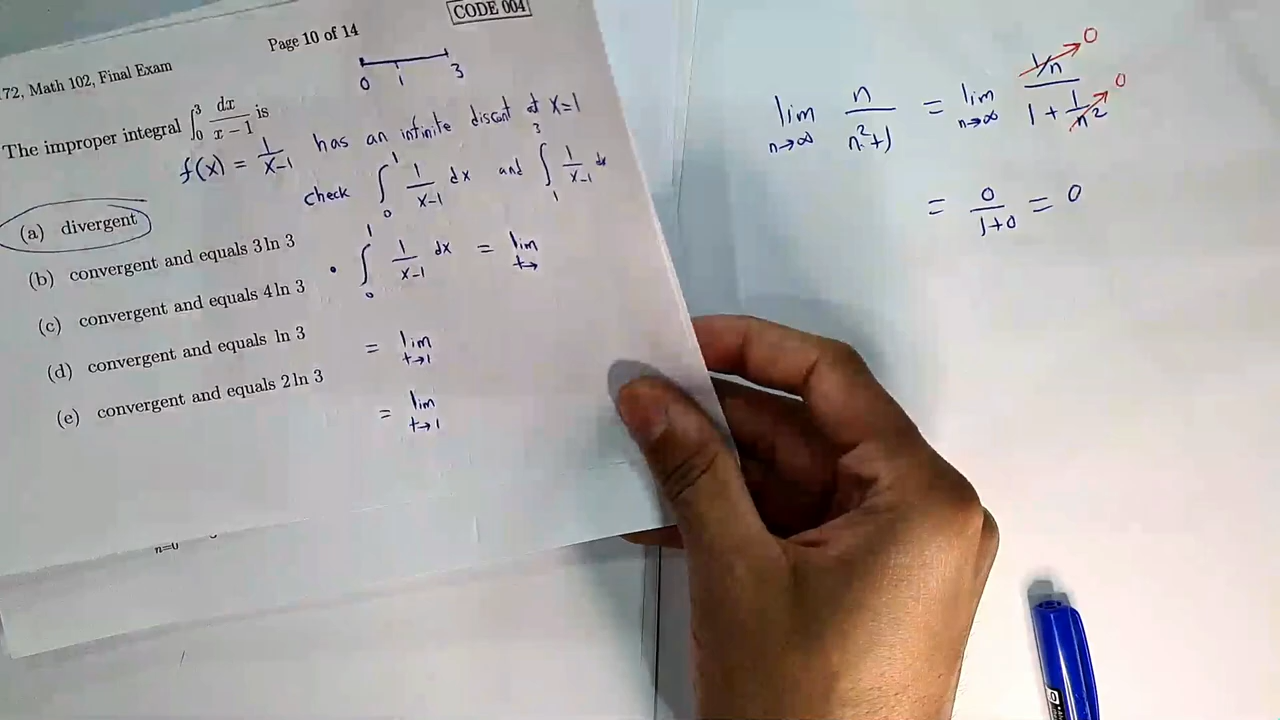 CODE 004
Page 10 of 14
72, Math 102, Final Exam
0 1 3
The improper integral ∫₀³ dx/(x − 1) is
f(x) = 1/(x-1) has an infinite discont at x=1
check ∫₀¹ 1/(x-1) dx and ∫₁³ 1/(x-1) dx
(a) divergent
(b) convergent and equals 3 ln 3
(c) convergent and equals 4 ln 3
(d) convergent and equals ln 3
(e) convergent and equals 2 ln 3
• ∫₀¹ 1/(x-1) dx = lim t→
= lim t→1
= lim t→1
n=0
lim n→∞ n/(n²+1) = lim n→∞ (1/n)/(1 + 1/n²) 0 0
= 0/(1+0) = 0